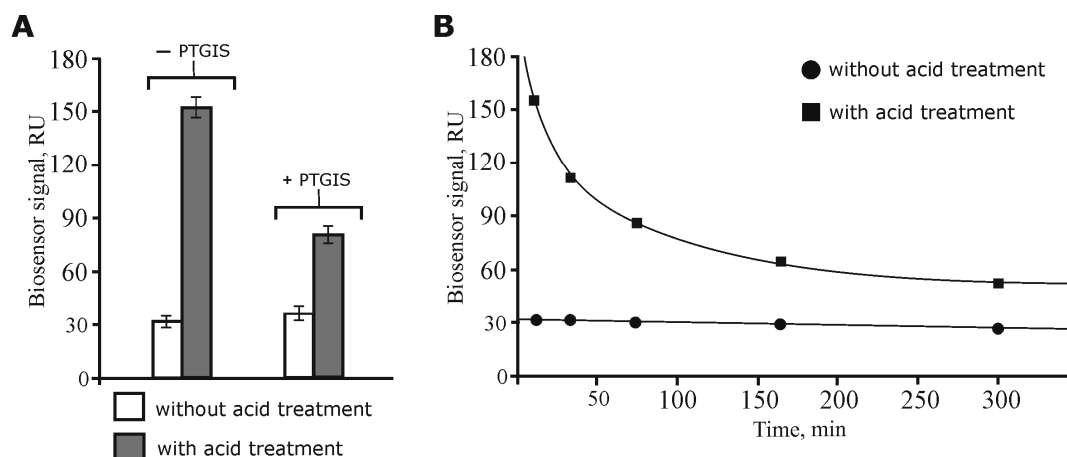 A
Biosensor signal, RU
180
150
120
90
60
30
0
– PTGIS
+ PTGIS
without acid treatment
with acid treatment
B
Biosensor signal, RU
180
150
120
90
60
30
0
without acid treatment
with acid treatment
50 100 150 200 250 300
Time, min